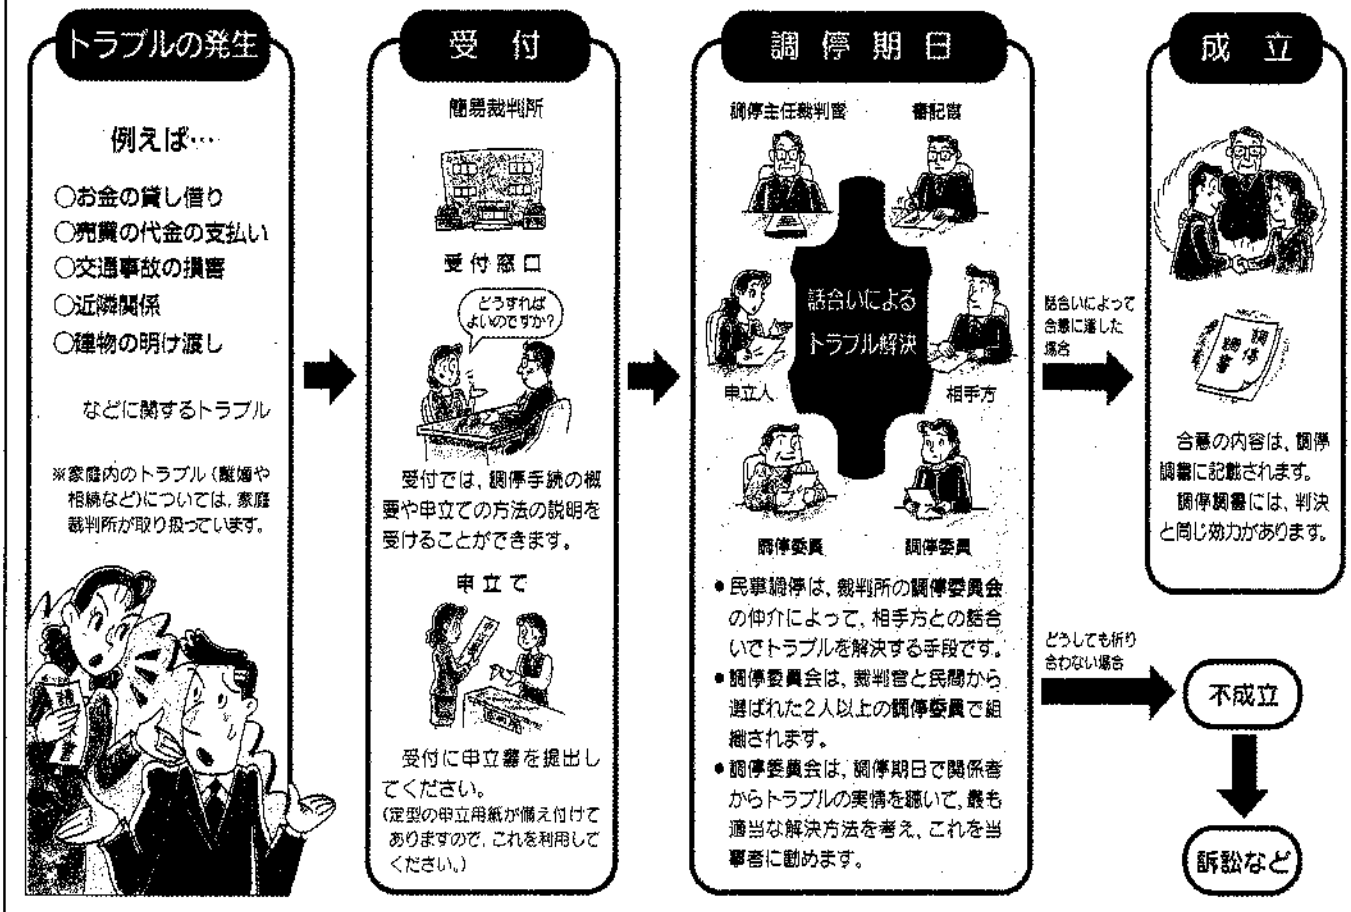 トラブルの発生
例えば…
○お金の貸し借り
○売買の代金の支払い
○交通事故の損害
○近隣関係
○建物の明け渡し
などに関するトラブル
※家庭内のトラブル(離婚や
相続など)については、家庭
裁判所が取り扱っています。
受付
簡易裁判所
受付窓口
どうすれば
よいのですか?
受付では、調停手続の概
要や申立ての方法の説明を
受けることができます。
申立て
受付に申立書を提出し
てください。
(定型の申立用紙が備え付けて
ありますので、これを利用して
ください。)
調停期日
調停主任裁判官
書記官
話合いによる
トラブル解決
申立人
相手方
調停委員
調停委員
●民事調停は、裁判所の調停委員会
の仲介によって、相手方との話合
いでトラブルを解決する手段です。
●調停委員会は、裁判官と民間から
選ばれた2人以上の調停委員で組
織されます。
●調停委員会は、調停期日で関係者
からトラブルの実情を聴いて、最も
適当な解決方法を考え、これを当
事者に勧めます。
話合いによって
合意に達した
場合
成立
調停
調書
合意の内容は、調停
調書に記載されます。
調停調書には、判決
と同じ効力があります。
どうしても折り
合わない場合
不成立
訴訟など